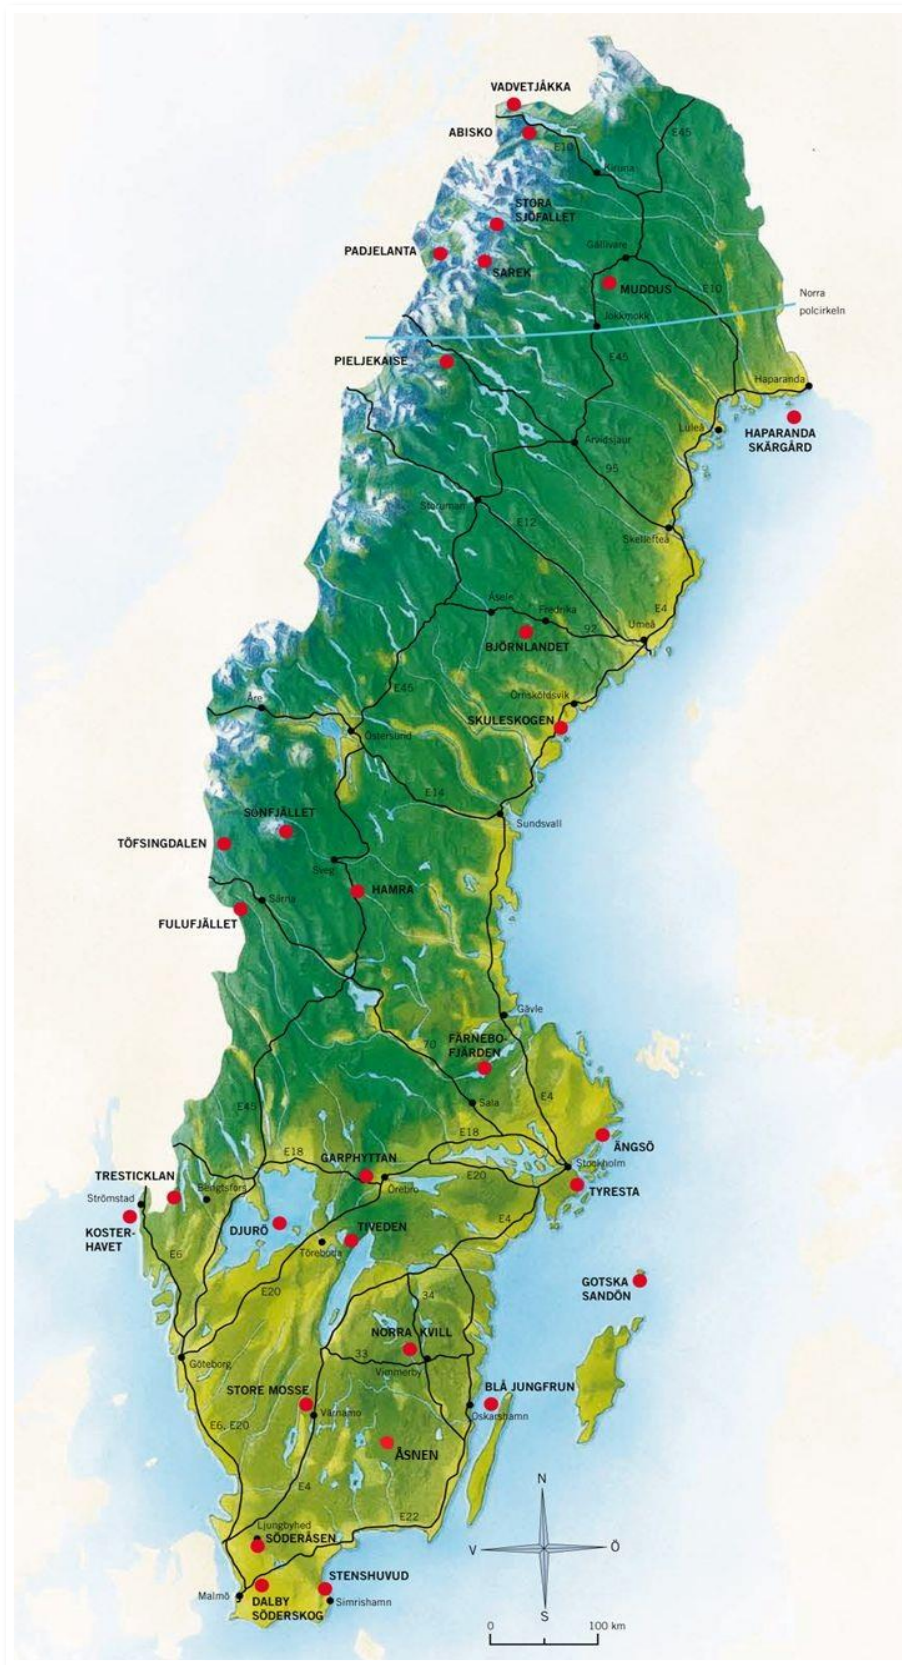 VADVETJÅKKA
ABISKO
E45
E10
Kiruna
STORA
SJÖFALLET
PADJELANTA
SAREK
Gällivare
MUDDUS
E10
Norra
polcirkeln
Jokkmokk
PIELJEKAISE
E45
Haparanda
HAPARANDA
SKÄRGÅRD
Luleå
Arvidsjaur
95
Storuman
E12
Skellefteå
Åsele
Fredrika
E4
92
Umeå
BJÖRNLANDET
E45
Örnsköldsvik
Åre
SKULESKOGEN
Östersund
E14
SONFJÄLLET
Sundsvall
TÖFSINGDALEN
Sveg
HAMRA
Särna
FULUFJÄLLET
Gävle
70
FÄRNEBO-
FJÄRDEN
E4
Sala
E45
E18
ÄNGSÖ
E18
GARPHYTTAN
Stockholm
TRESTICKLAN
E20
Bengtsfors
Örebro
TYRESTA
Strömstad
KOSTER-
HAVET
DJURÖ
TIVEDEN
E4
E6
Töreboda
GOTSKA
SANDÖN
E20
34
NORRA KVILL
33
Göteborg
Vimmerby
STORE MOSSE
BLÅ JUNGFRUN
Värnamo
Oskarshamn
E6, E20
ÅSNEN
N
E4
E22
Ljungbyhed
SÖDERÅSEN
V
Ö
STENSHUVUD
Malmö
DALBY
SÖDERSKOG
Simrishamn
S
0
100 km